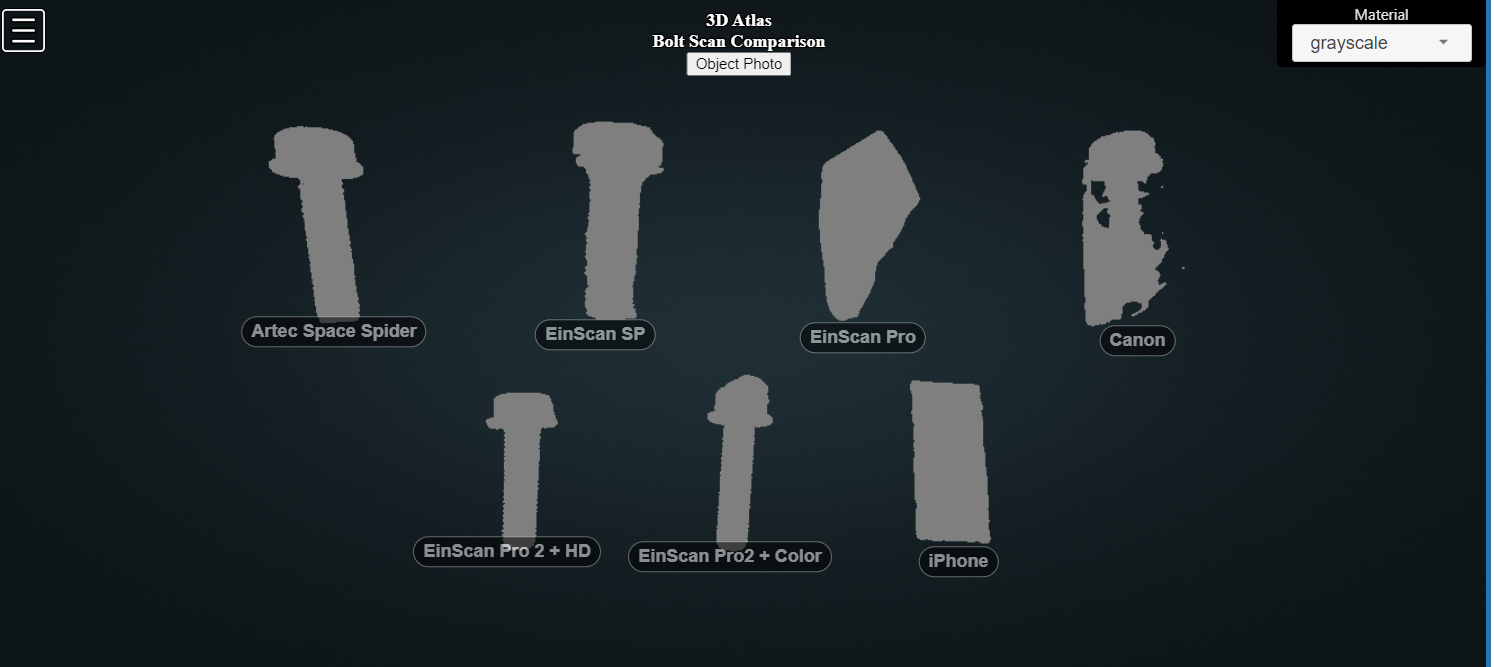 3D Atlas
Bolt Scan Comparison
Object Photo
Material
grayscale
Artec Space Spider
EinScan SP
EinScan Pro
Canon
EinScan Pro 2 + HD
EinScan Pro2 + Color
iPhone